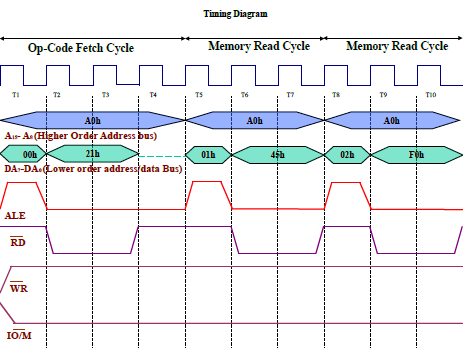 Timing Diagram
Op-Code Fetch Cycle Memory Read Cycle Memory Read Cycle
T1 T2 T3 T4 T5 T6 T7 T8 T9 T10
A0h A0h A0h
A15- A8(Higher Order Address bus)
00h 21h 01h 45h 02h F0h
DA7-DA0(Lower order address/data Bus)
ALE
RD
WR
IO/M